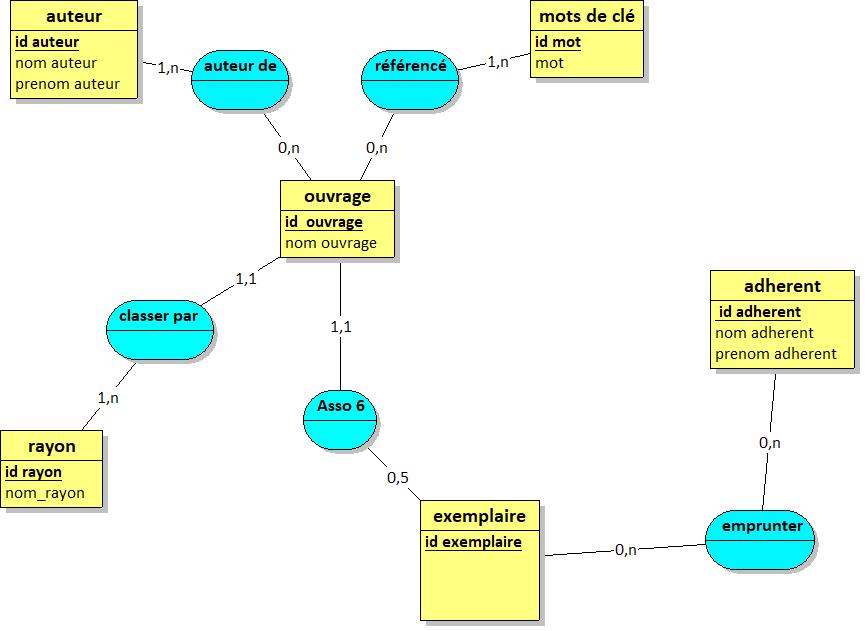 auteur
id auteur
nom auteur
prenom auteur
1,n
auteur de
référencé
1,n
mots de clé
id mot
mot
0,n
0,n
ouvrage
id ouvrage
nom ouvrage
1,1
classer par
1,n
rayon
id rayon
nom_rayon
1,1
Asso 6
0,5
exemplaire
id exemplaire
0,n
emprunter
0,n
adherent
id adherent
nom adherent
prenom adherent